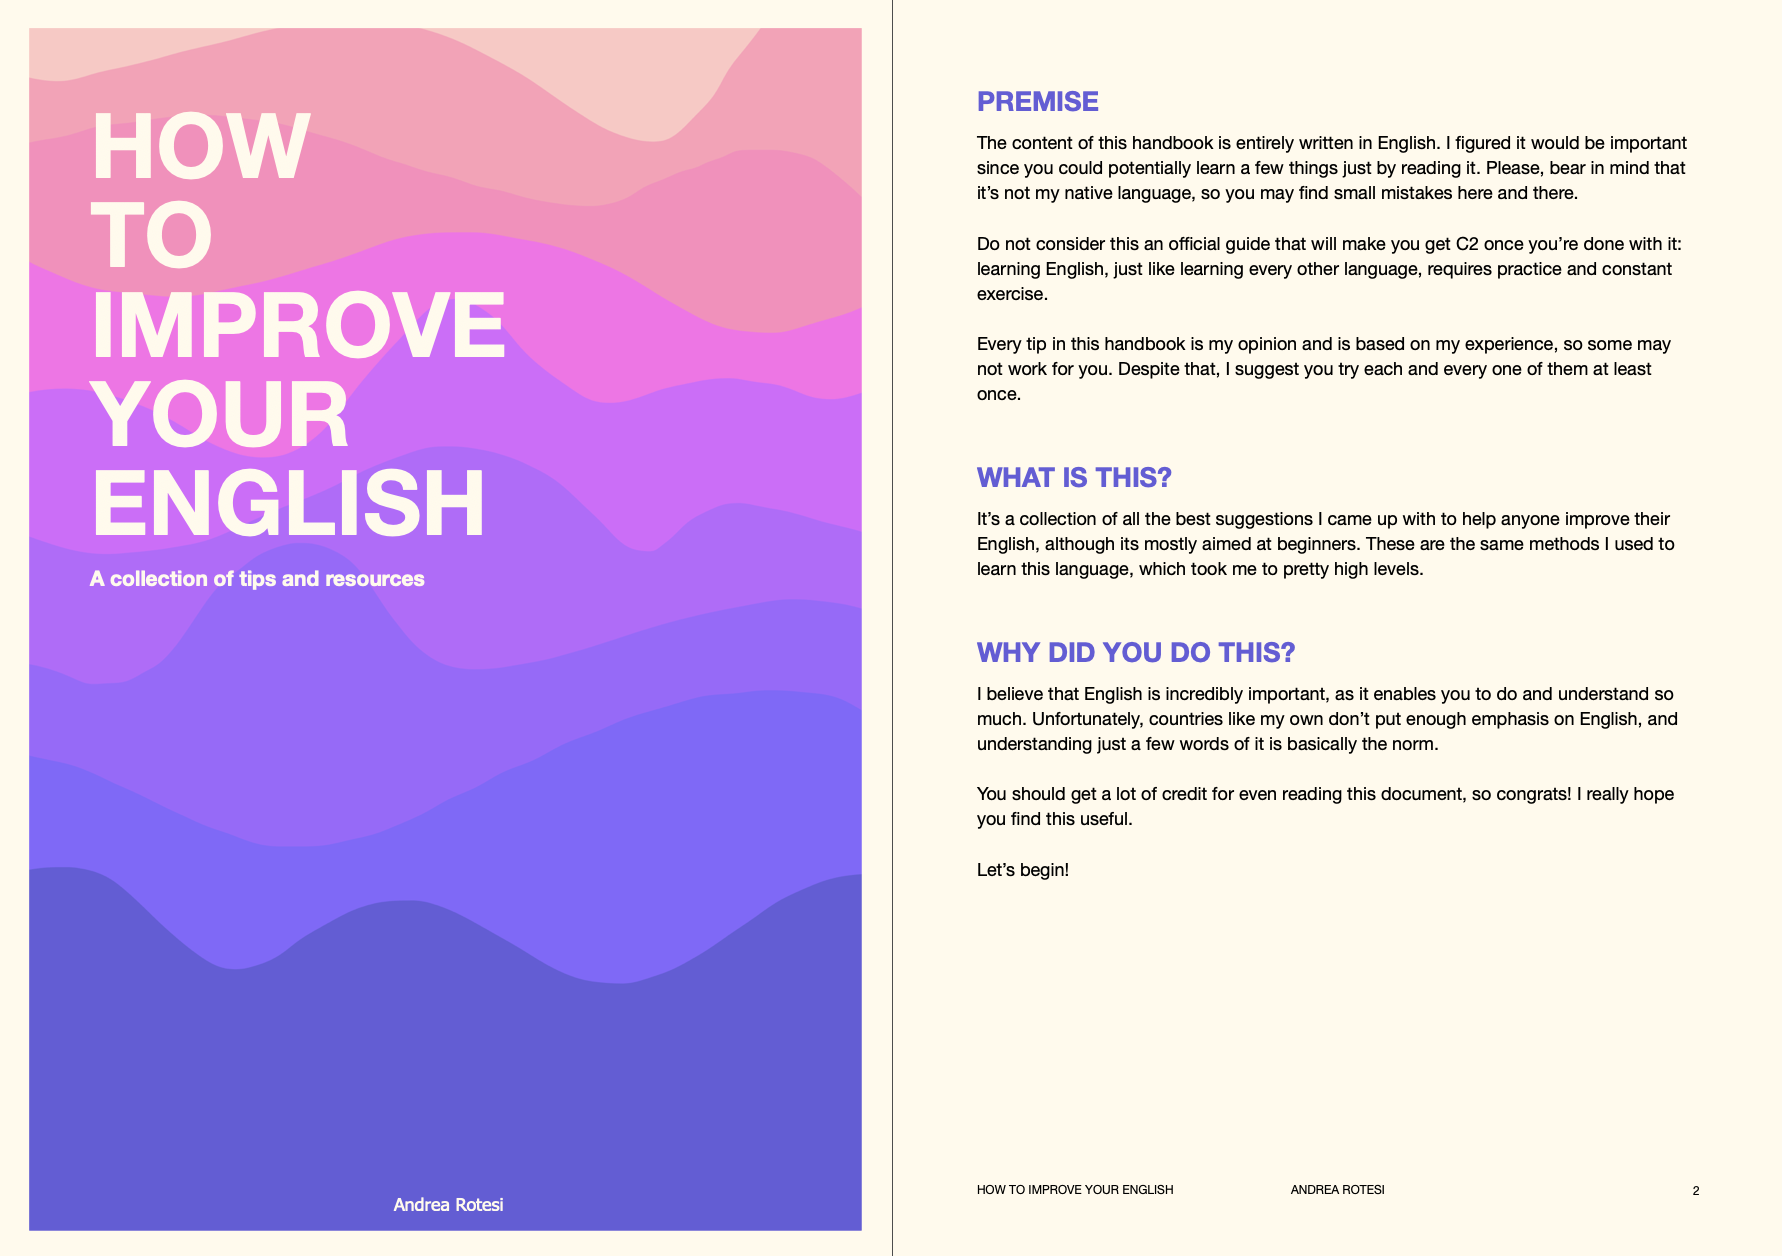 HOW
TO
IMPROVE
YOUR
ENGLISH
A collection of tips and resources
Andrea Rotesi
PREMISE
The content of this handbook is entirely written in English. I figured it would be important
since you could potentially learn a few things just by reading it. Please, bear in mind that
it’s not my native language, so you may find small mistakes here and there.
Do not consider this an official guide that will make you get C2 once you’re done with it:
learning English, just like learning every other language, requires practice and constant
exercise.
Every tip in this handbook is my opinion and is based on my experience, so some may
not work for you. Despite that, I suggest you try each and every one of them at least
once.
WHAT IS THIS?
It’s a collection of all the best suggestions I came up with to help anyone improve their
English, although its mostly aimed at beginners. These are the same methods I used to
learn this language, which took me to pretty high levels.
WHY DID YOU DO THIS?
I believe that English is incredibly important, as it enables you to do and understand so
much. Unfortunately, countries like my own don’t put enough emphasis on English, and
understanding just a few words of it is basically the norm.
You should get a lot of credit for even reading this document, so congrats! I really hope
you find this useful.
Let’s begin!
HOW TO IMPROVE YOUR ENGLISH
ANDREA ROTESI
2